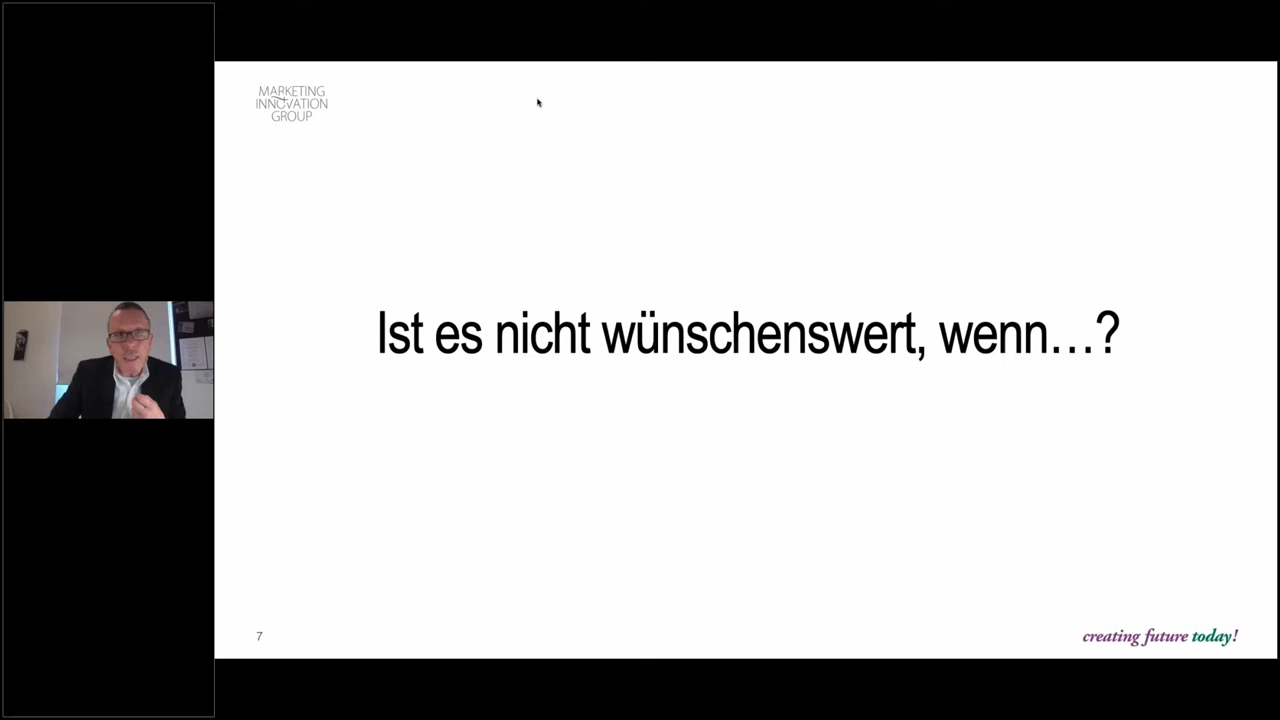 MARKETING
INNOVATION
GROUP
Ist es nicht wünschenswert, wenn…?
7
creating future today!